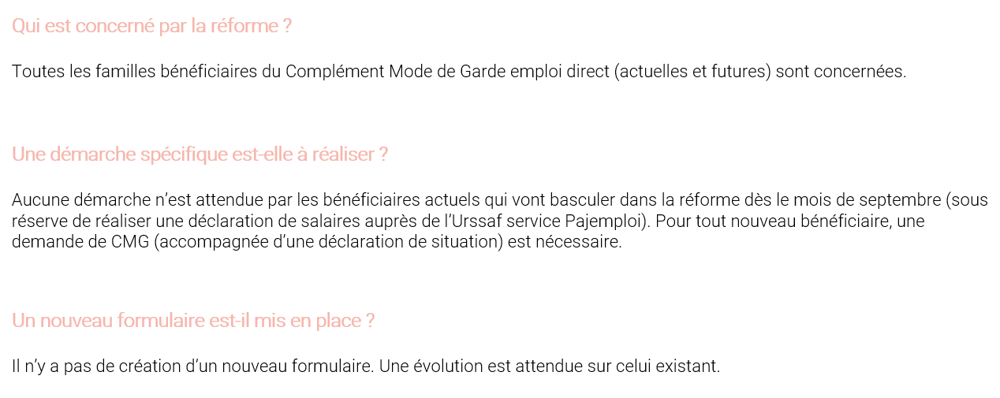 Qui est concerné par la réforme ?
Toutes les familles bénéficiaires du Complément Mode de Garde emploi direct (actuelles et futures) sont concernées.
Une démarche spécifique est-elle à réaliser ?
Aucune démarche n’est attendue par les bénéficiaires actuels qui vont basculer dans la réforme dès le mois de septembre (sous
réserve de réaliser une déclaration de salaires auprès de l’Urssaf service Pajemploi). Pour tout nouveau bénéficiaire, une
demande de CMG (accompagnée d’une déclaration de situation) est nécessaire.
Un nouveau formulaire est-il mis en place ?
Il n’y a pas de création d’un nouveau formulaire. Une évolution est attendue sur celui existant.